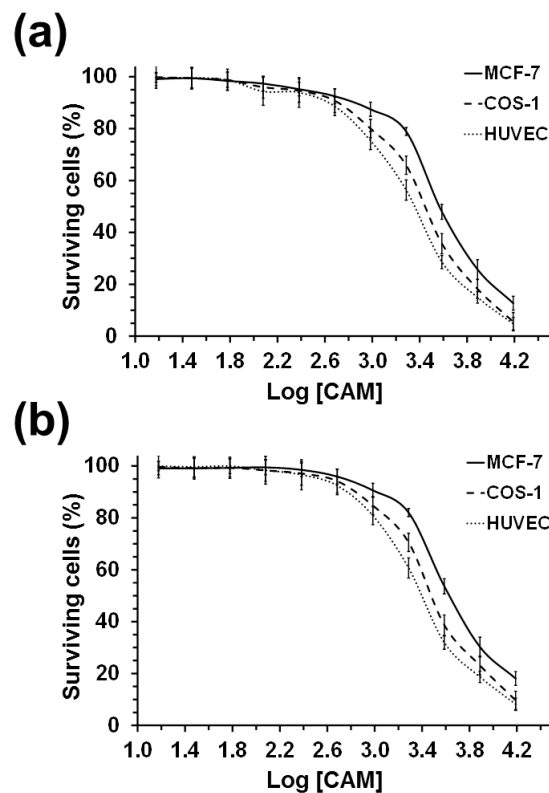 (a)
Surviving cells (%)
100
80
60
40
20
0
MCF-7
COS-1
HUVEC
1.0 1.4 1.8 2.2 2.6 3.0 3.4 3.8 4.2
Log [CAM]
(b)
Surviving cells (%)
100
80
60
40
20
0
MCF-7
COS-1
HUVEC
1.0 1.4 1.8 2.2 2.6 3.0 3.4 3.8 4.2
Log [CAM]